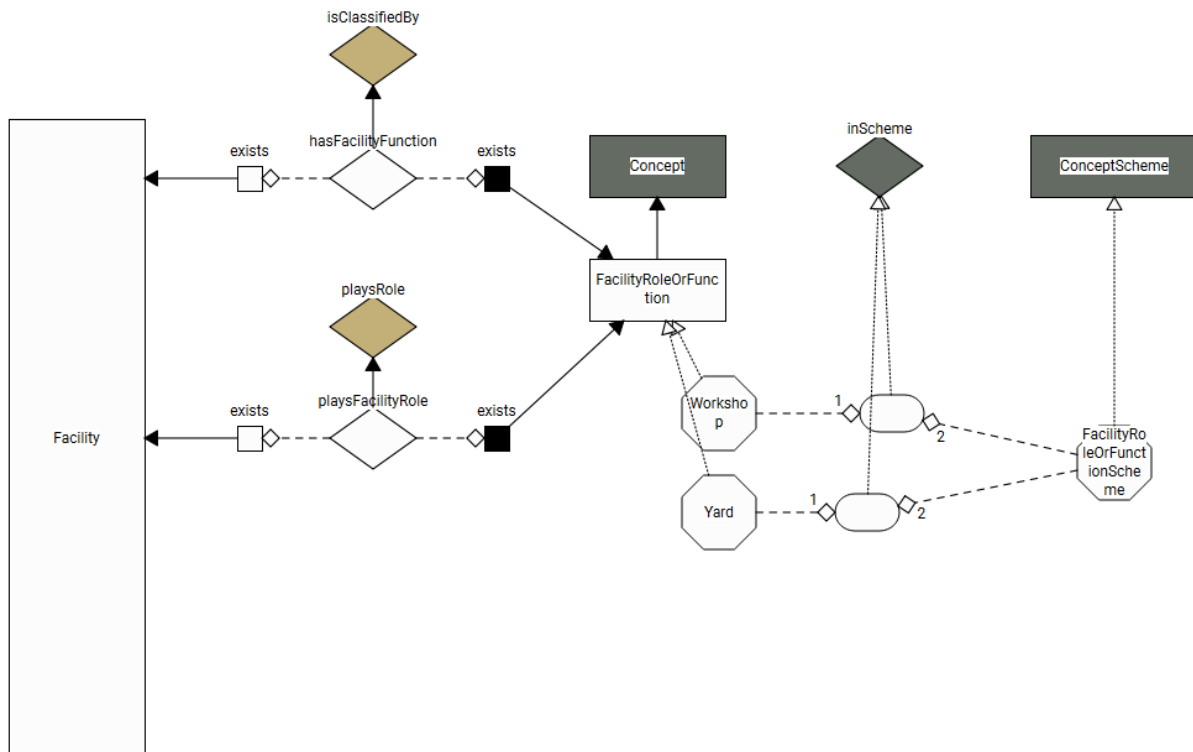 isClassifiedBy
hasFacilityFunction
exists
exists
Concept
inScheme
ConceptScheme
FacilityRoleOrFunc
tion
playsRole
playsFacilityRole
exists
exists
Facility
Worksho
p
1
2
FacilityRo
leOrFunct
ionSche
me
Yard
1
2